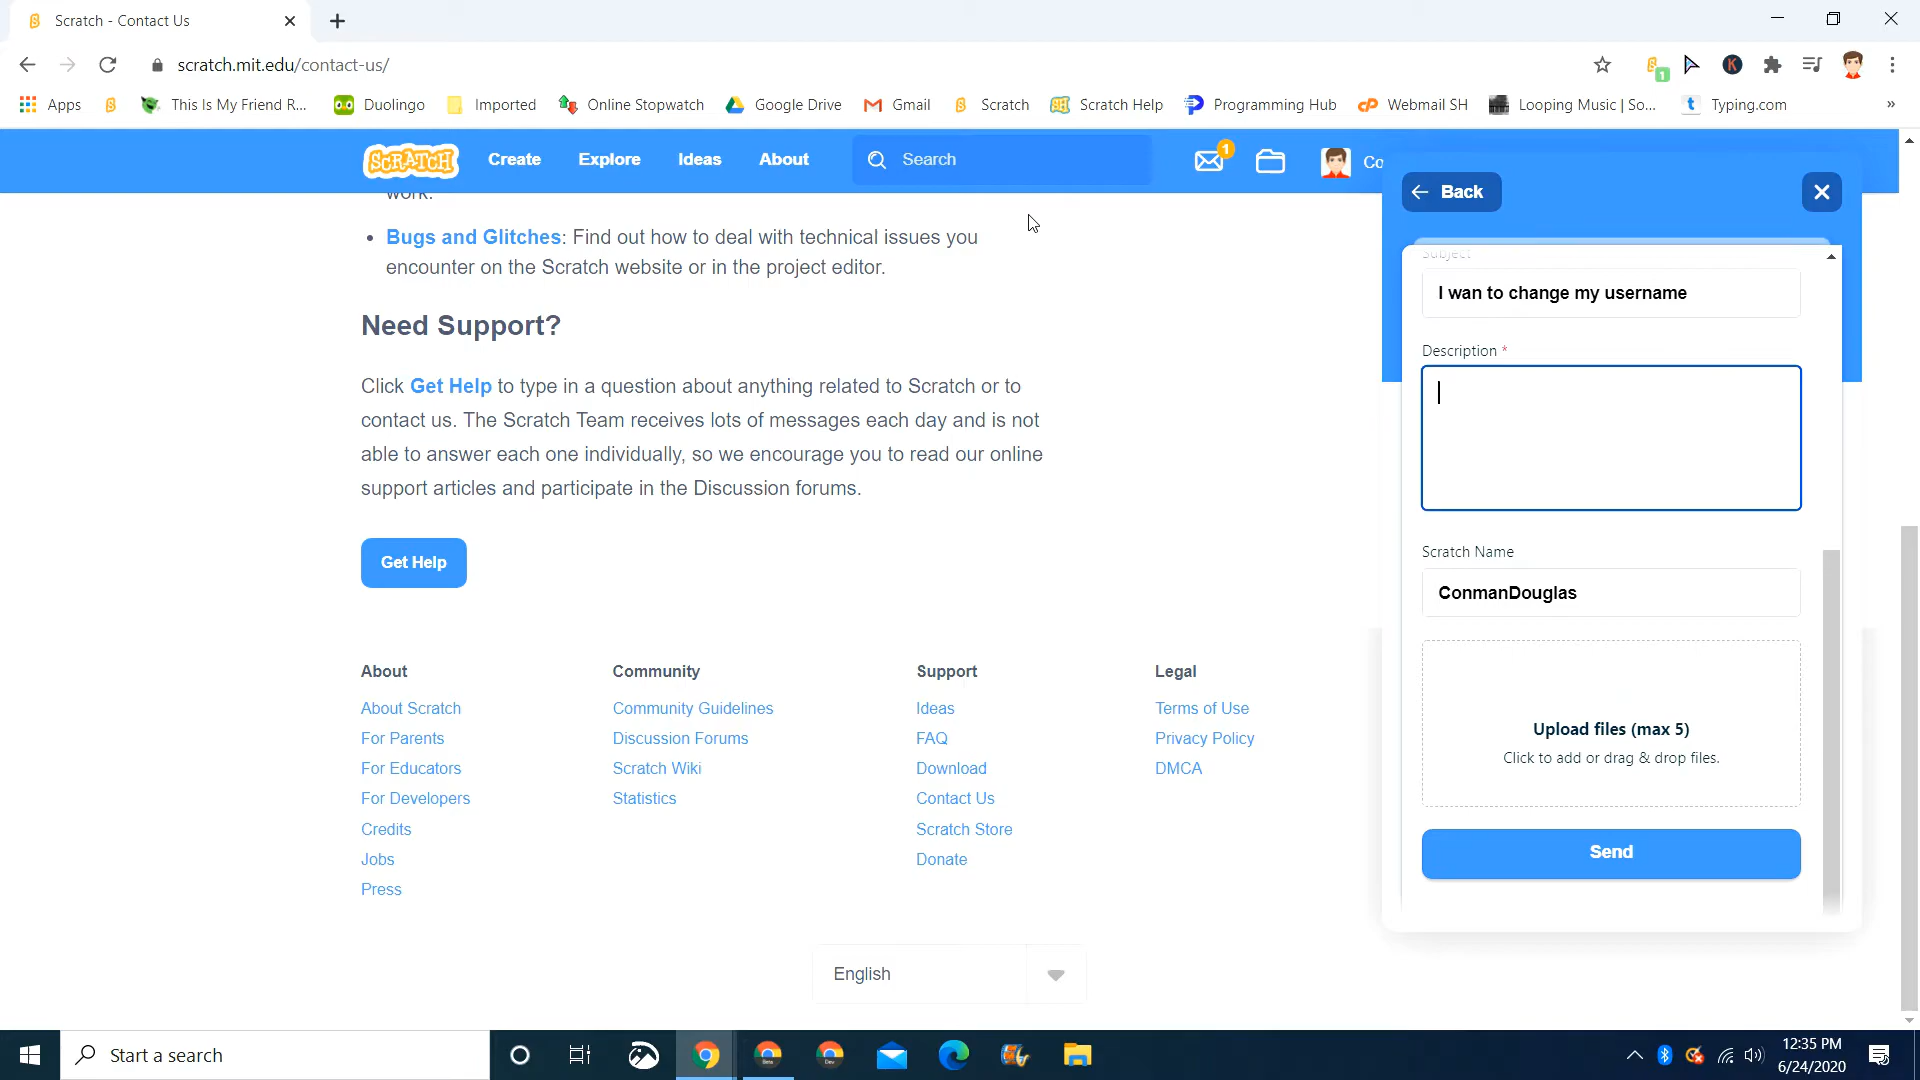 Scratch - Contact Us
scratch.mit.edu/contact-us/
1
Apps
This Is My Friend R...
Duolingo
Imported
Online Stopwatch
Google Drive
Gmail
Scratch
Scratch Help
Programming Hub
Webmail SH
Looping Music | So...
Typing.com
»
SCRATCH
Create
Explore
Ideas
About
Search
1
Co
work.
• Bugs and Glitches: Find out how to deal with technical issues you
encounter on the Scratch website or in the project editor.
Need Support?
Click Get Help to type in a question about anything related to Scratch or to
contact us. The Scratch Team receives lots of messages each day and is not
able to answer each one individually, so we encourage you to read our online
support articles and participate in the Discussion forums.
Get Help
About
About Scratch
For Parents
For Educators
For Developers
Credits
Jobs
Press
Community
Community Guidelines
Discussion Forums
Scratch Wiki
Statistics
Support
Ideas
FAQ
Download
Contact Us
Scratch Store
Donate
Legal
Terms of Use
Privacy Policy
DMCA
English
Back
Subject
I wan to change my username
Description *
Scratch Name
ConmanDouglas
Upload files (max 5)
Click to add or drag & drop files.
Send
Start a search
Beta
Dev
12:35 PM
6/24/2020